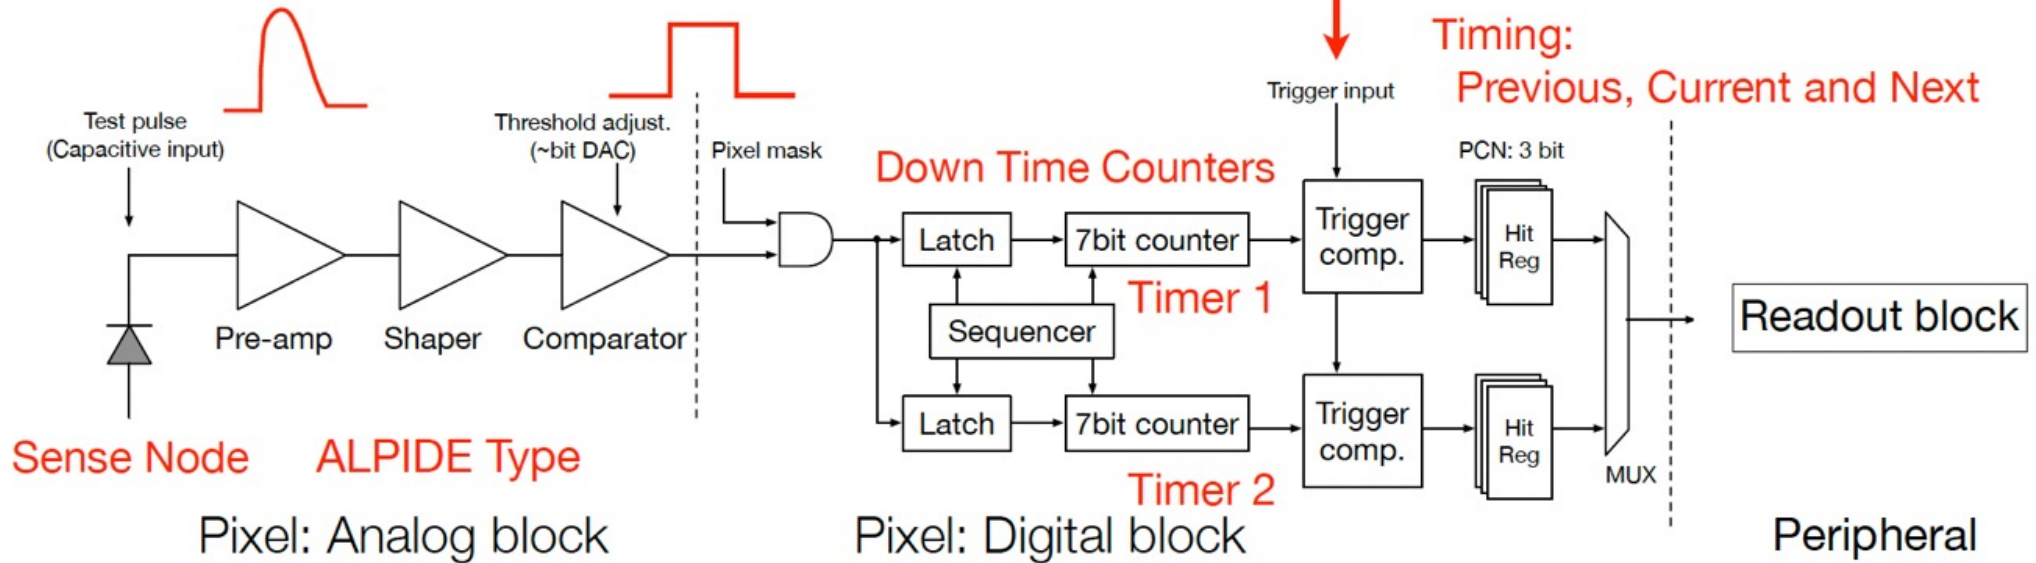 Timing:
Previous, Current and Next
Trigger input
Test pulse
(Capacitive input)
Threshold adjust.
(~bit DAC)
Pixel mask
PCN: 3 bit
Down Time Counters
Latch
7bit counter
Trigger
comp.
Hit
Reg
Timer 1
Sequencer
Pre-amp
Shaper
Comparator
Readout block
Latch
7bit counter
Trigger
comp.
Hit
Reg
Sense Node
ALPIDE Type
Timer 2
MUX
Pixel: Analog block
Pixel: Digital block
Peripheral